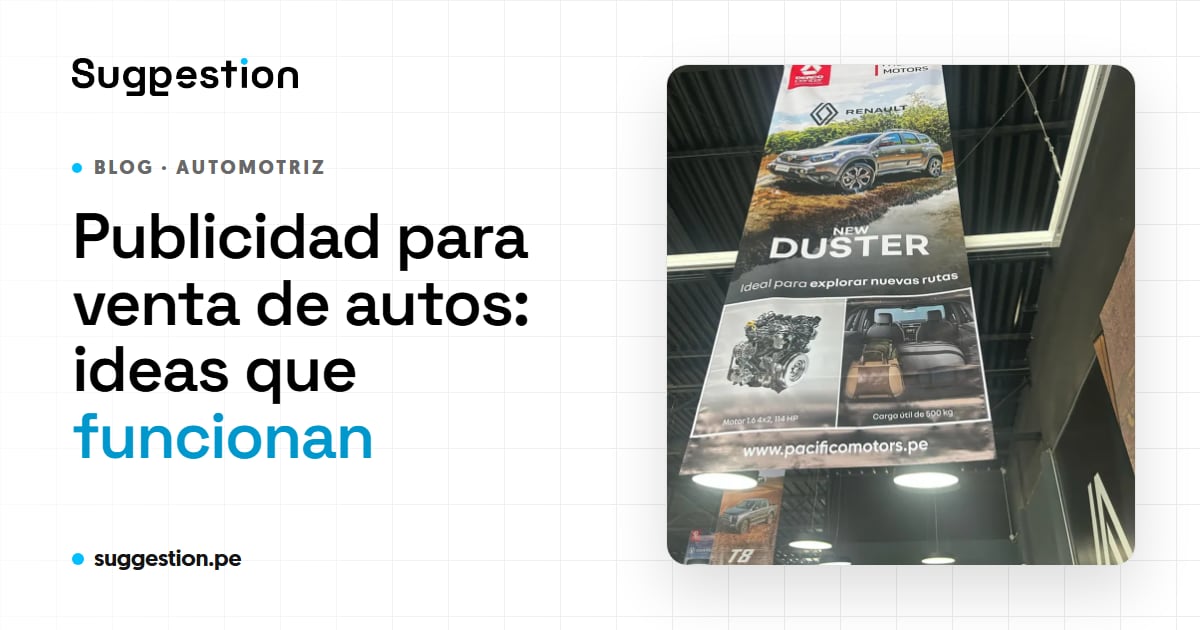 Suggestion
BLOG · AUTOMOTRIZ
Publicidad para
venta de autos:
ideas que
funcionan
suggestion.pe
MOTORS
RENAULT
NEW
DUSTER
Ideal para explorar nuevas rutas
Motor 1.6 4x2, 114 HP
Carga útil de 500 kg
www.pacificomotors.pe
T8